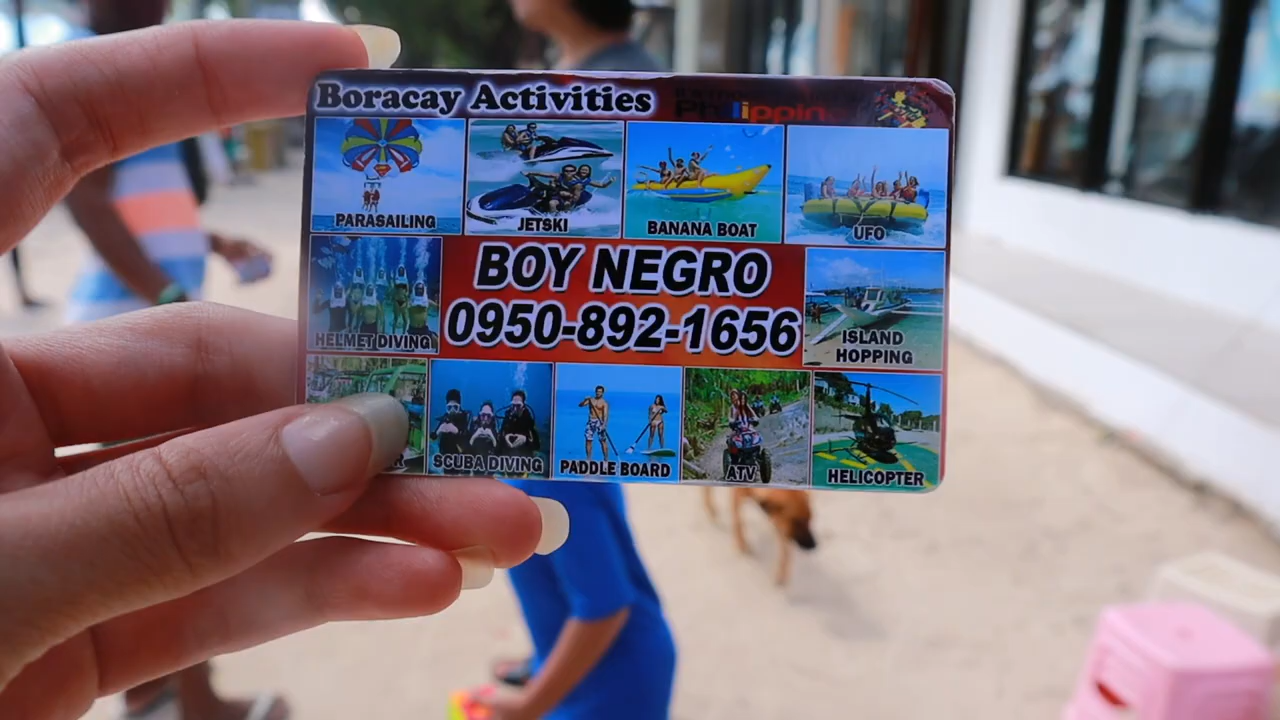 Boracay Activities
Philippin
PARASAILING
JETSKI
BANANA BOAT
UFO
BOY NEGRO
0950-892-1656
HELMET DIVING
ISLAND
HOPPING
SCUBA DIVING
PADDLE BOARD
ATV
HELICOPTER